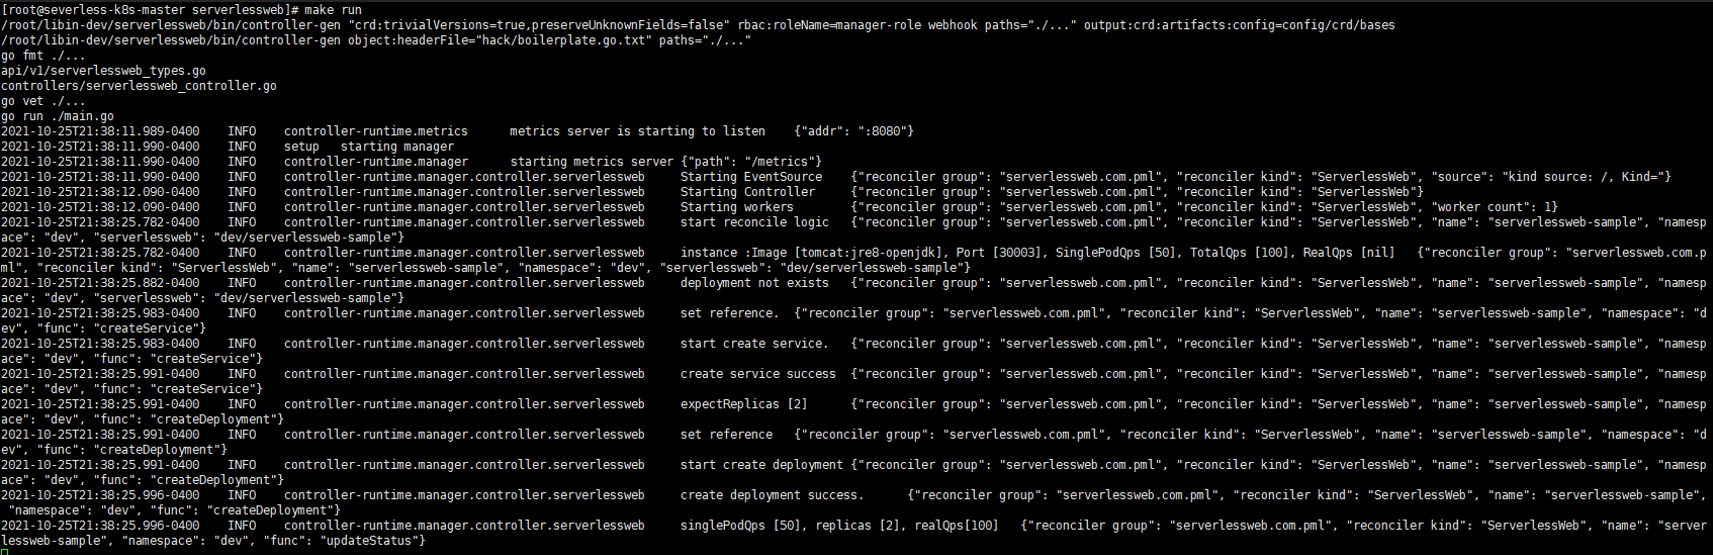 [root@severless-k8s-master serverlessweb]# make run
/root/libin-dev/serverlessweb/bin/controller-gen "crd:trivialVersions=true,preserveUnknownFields=false" rbac:roleName=manager-role webhook paths="./..." output:crd:artifacts:config=config/crd/bases
/root/libin-dev/serverlessweb/bin/controller-gen object:headerFile="hack/boilerplate.go.txt" paths="./..."
go fmt ./...
api/v1/serverlessweb_types.go
controllers/serverlessweb_controller.go
go vet ./...
go run ./main.go
2021-10-25T21:38:11.989-0400    INFO    controller-runtime.metrics      metrics server is starting to listen    {"addr": ":8080"}
2021-10-25T21:38:11.990-0400    INFO    setup   starting manager
2021-10-25T21:38:11.990-0400    INFO    controller-runtime.manager      starting metrics server {"path": "/metrics"}
2021-10-25T21:38:11.990-0400    INFO    controller-runtime.manager.controller.serverlessweb     Starting EventSource    {"reconciler group": "serverlessweb.com.pml", "reconciler kind": "ServerlessWeb", "source": "kind source: /, Kind="}
2021-10-25T21:38:12.090-0400    INFO    controller-runtime.manager.controller.serverlessweb     Starting Controller     {"reconciler group": "serverlessweb.com.pml", "reconciler kind": "ServerlessWeb"}
2021-10-25T21:38:12.090-0400    INFO    controller-runtime.manager.controller.serverlessweb     Starting workers        {"reconciler group": "serverlessweb.com.pml", "reconciler kind": "ServerlessWeb", "worker count": 1}
2021-10-25T21:38:25.782-0400    INFO    controller-runtime.manager.controller.serverlessweb     start reconcile logic   {"reconciler group": "serverlessweb.com.pml", "reconciler kind": "ServerlessWeb", "name": "serverlessweb-sample", "namesp
ace": "dev", "serverlessweb": "dev/serverlessweb-sample"}
2021-10-25T21:38:25.782-0400    INFO    controller-runtime.manager.controller.serverlessweb     instance :Image [tomcat:jre8-openjdk], Port [30003], SinglePodQps [50], TotalQps [100], RealQps [nil]   {"reconciler group": "serverlessweb.com.p
ml", "reconciler kind": "ServerlessWeb", "name": "serverlessweb-sample", "namespace": "dev", "serverlessweb": "dev/serverlessweb-sample"}
2021-10-25T21:38:25.882-0400    INFO    controller-runtime.manager.controller.serverlessweb     deployment not exists   {"reconciler group": "serverlessweb.com.pml", "reconciler kind": "ServerlessWeb", "name": "serverlessweb-sample", "namesp
ace": "dev", "serverlessweb": "dev/serverlessweb-sample"}
2021-10-25T21:38:25.983-0400    INFO    controller-runtime.manager.controller.serverlessweb     set reference.  {"reconciler group": "serverlessweb.com.pml", "reconciler kind": "ServerlessWeb", "name": "serverlessweb-sample", "namespace": "d
ev", "func": "createService"}
2021-10-25T21:38:25.983-0400    INFO    controller-runtime.manager.controller.serverlessweb     start create service.   {"reconciler group": "serverlessweb.com.pml", "reconciler kind": "ServerlessWeb", "name": "serverlessweb-sample", "namesp
ace": "dev", "func": "createService"}
2021-10-25T21:38:25.991-0400    INFO    controller-runtime.manager.controller.serverlessweb     create service success  {"reconciler group": "serverlessweb.com.pml", "reconciler kind": "ServerlessWeb", "name": "serverlessweb-sample", "namesp
ace": "dev", "func": "createService"}
2021-10-25T21:38:25.991-0400    INFO    controller-runtime.manager.controller.serverlessweb     expectReplicas [2]      {"reconciler group": "serverlessweb.com.pml", "reconciler kind": "ServerlessWeb", "name": "serverlessweb-sample", "namesp
ace": "dev", "func": "createDeployment"}
2021-10-25T21:38:25.991-0400    INFO    controller-runtime.manager.controller.serverlessweb     set reference   {"reconciler group": "serverlessweb.com.pml", "reconciler kind": "ServerlessWeb", "name": "serverlessweb-sample", "namespace": "d
ev", "func": "createDeployment"}
2021-10-25T21:38:25.991-0400    INFO    controller-runtime.manager.controller.serverlessweb     start create deployment {"reconciler group": "serverlessweb.com.pml", "reconciler kind": "ServerlessWeb", "name": "serverlessweb-sample", "namesp
ace": "dev", "func": "createDeployment"}
2021-10-25T21:38:25.996-0400    INFO    controller-runtime.manager.controller.serverlessweb     create deployment success.      {"reconciler group": "serverlessweb.com.pml", "reconciler kind": "ServerlessWeb", "name": "serverlessweb-sample",
 "namespace": "dev", "func": "createDeployment"}
2021-10-25T21:38:25.996-0400    INFO    controller-runtime.manager.controller.serverlessweb     singlePodQps [50], replicas [2], realQps[100]   {"reconciler group": "serverlessweb.com.pml", "reconciler kind": "ServerlessWeb", "name": "server
lessweb-sample", "namespace": "dev", "func": "updateStatus"}